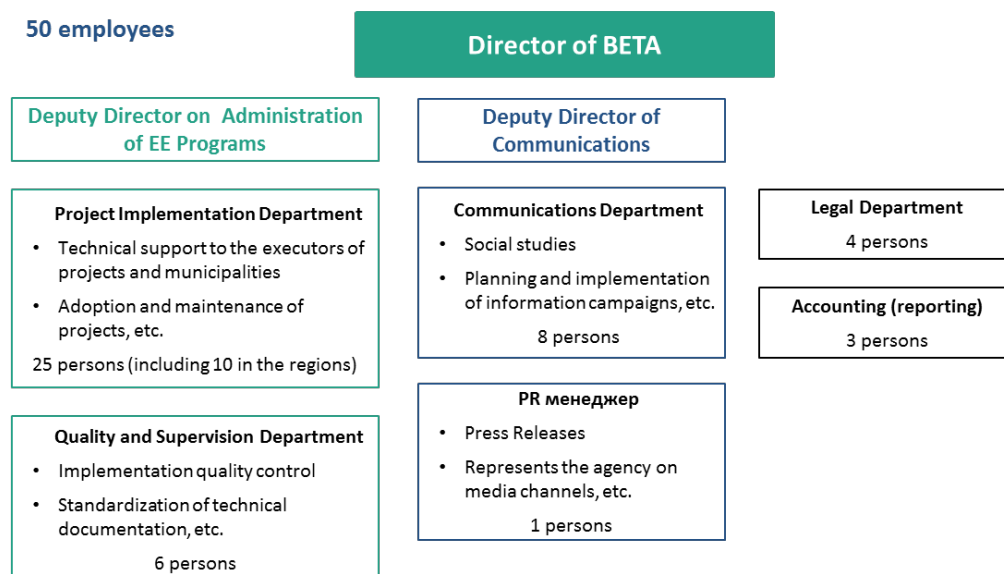 50 employees
Director of BETA
Deputy Director on Administration
of EE Programs
Project Implementation Department
• Technical support to the executors of
projects and municipalities
• Adoption and maintenance of
projects, etc.
25 persons (including 10 in the regions)
Quality and Supervision Department
• Implementation quality control
• Standardization of technical
documentation, etc.
6 persons
Deputy Director of
Communications
Communications Department
• Social studies
• Planning and implementation
of information campaigns, etc.
8 persons
PR менеджер
• Press Releases
• Represents the agency on
media channels, etc.
1 persons
Legal Department
4 persons
Accounting (reporting)
3 persons